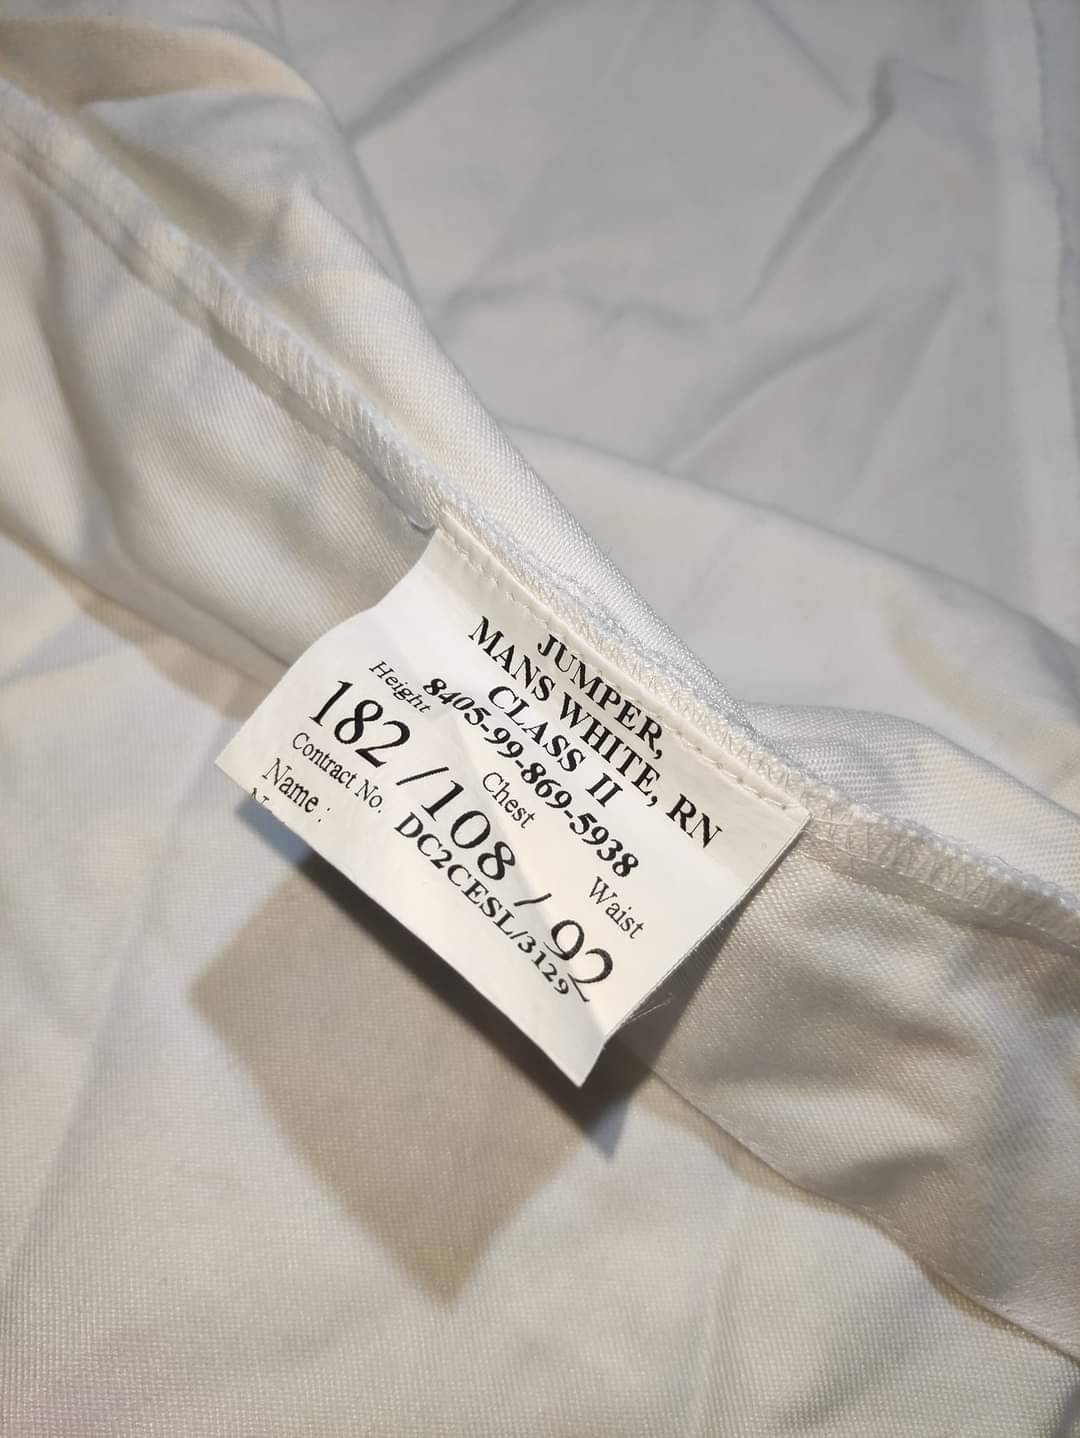 JUMPER,
MANS WHITE, RN
CLASS II
8405-99-869-5938
Height Chest Waist
182 / 108 / 92
Contract No. DC2CESL/3129
Name :